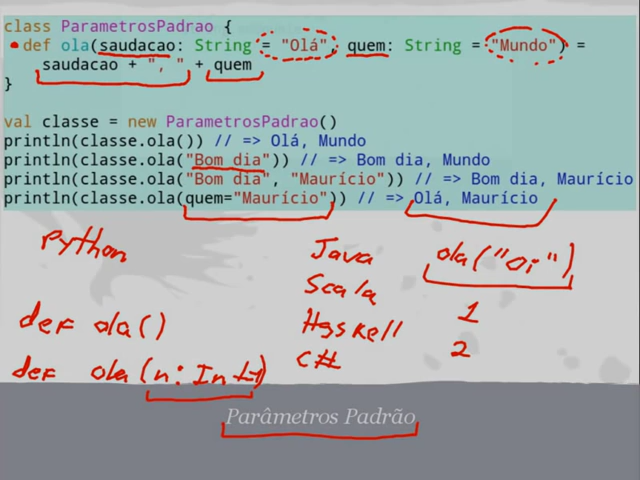 class ParametrosPadrao {
def ola(saudacao: String = "Olá", quem: String = "Mundo") =
saudacao + ", " + quem
}
val classe = new ParametrosPadrao()
println(classe.ola()) // => Olá, Mundo
println(classe.ola("Bom dia")) // => Bom dia, Mundo
println(classe.ola("Bom dia", "Maurício")) // => Bom dia, Maurício
println(classe.ola(quem="Maurício")) // => Olá, Maurício
Python
Java
ola("oi")
Scala
def ola()
Haskell
1
def ola(n: Int)
C#
2
Parâmetros Padrão